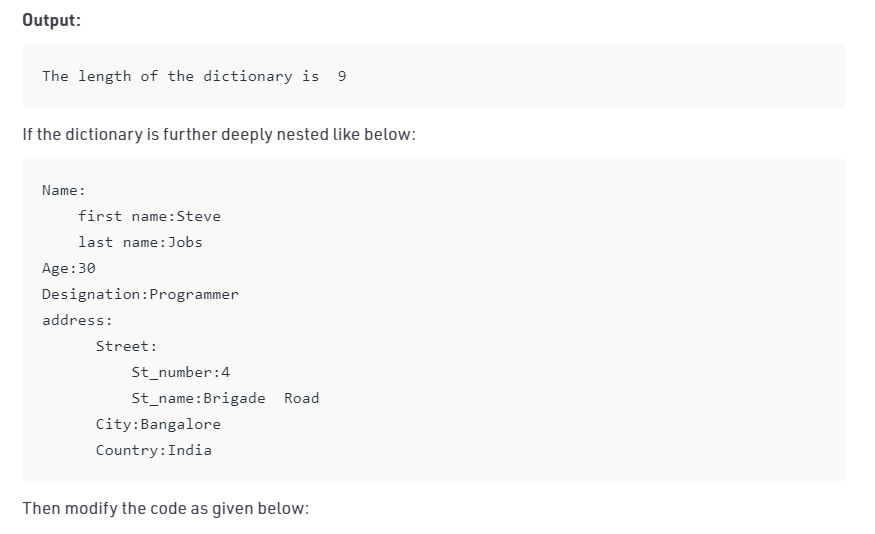 Output:
The length of the dictionary is  9
If the dictionary is further deeply nested like below:
Name:
    first name:Steve
    last name:Jobs
Age:30
Designation:Programmer
address:
      Street:
          St_number:4
          St_name:Brigade  Road
      City:Bangalore
      Country:India
Then modify the code as given below: